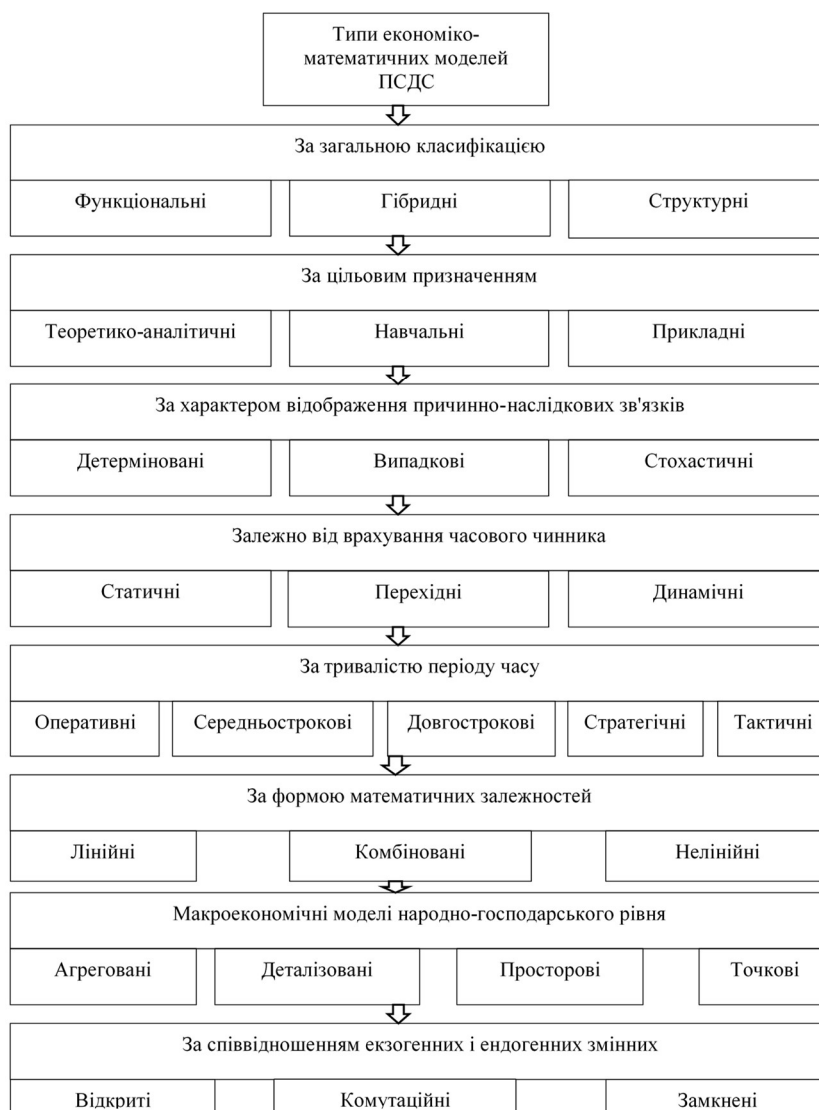 Типи економіко-
математичних моделей
ПСДС
За загальною класифікацією
Функціональні
Гібридні
Структурні
За цільовим призначенням
Теоретико-аналітичні
Навчальні
Прикладні
За характером відображення причинно-наслідкових зв'язків
Детерміновані
Випадкові
Стохастичні
Залежно від врахування часового чинника
Статичні
Перехідні
Динамічні
За тривалістю періоду часу
Оперативні
Середньострокові
Довгострокові
Стратегічні
Тактичні
За формою математичних залежностей
Лінійні
Комбіновані
Нелінійні
Макроекономічні моделі народно-господарського рівня
Агреговані
Деталізовані
Просторові
Точкові
За співвідношенням екзогенних і ендогенних змінних
Відкриті
Комутаційні
Замкнені